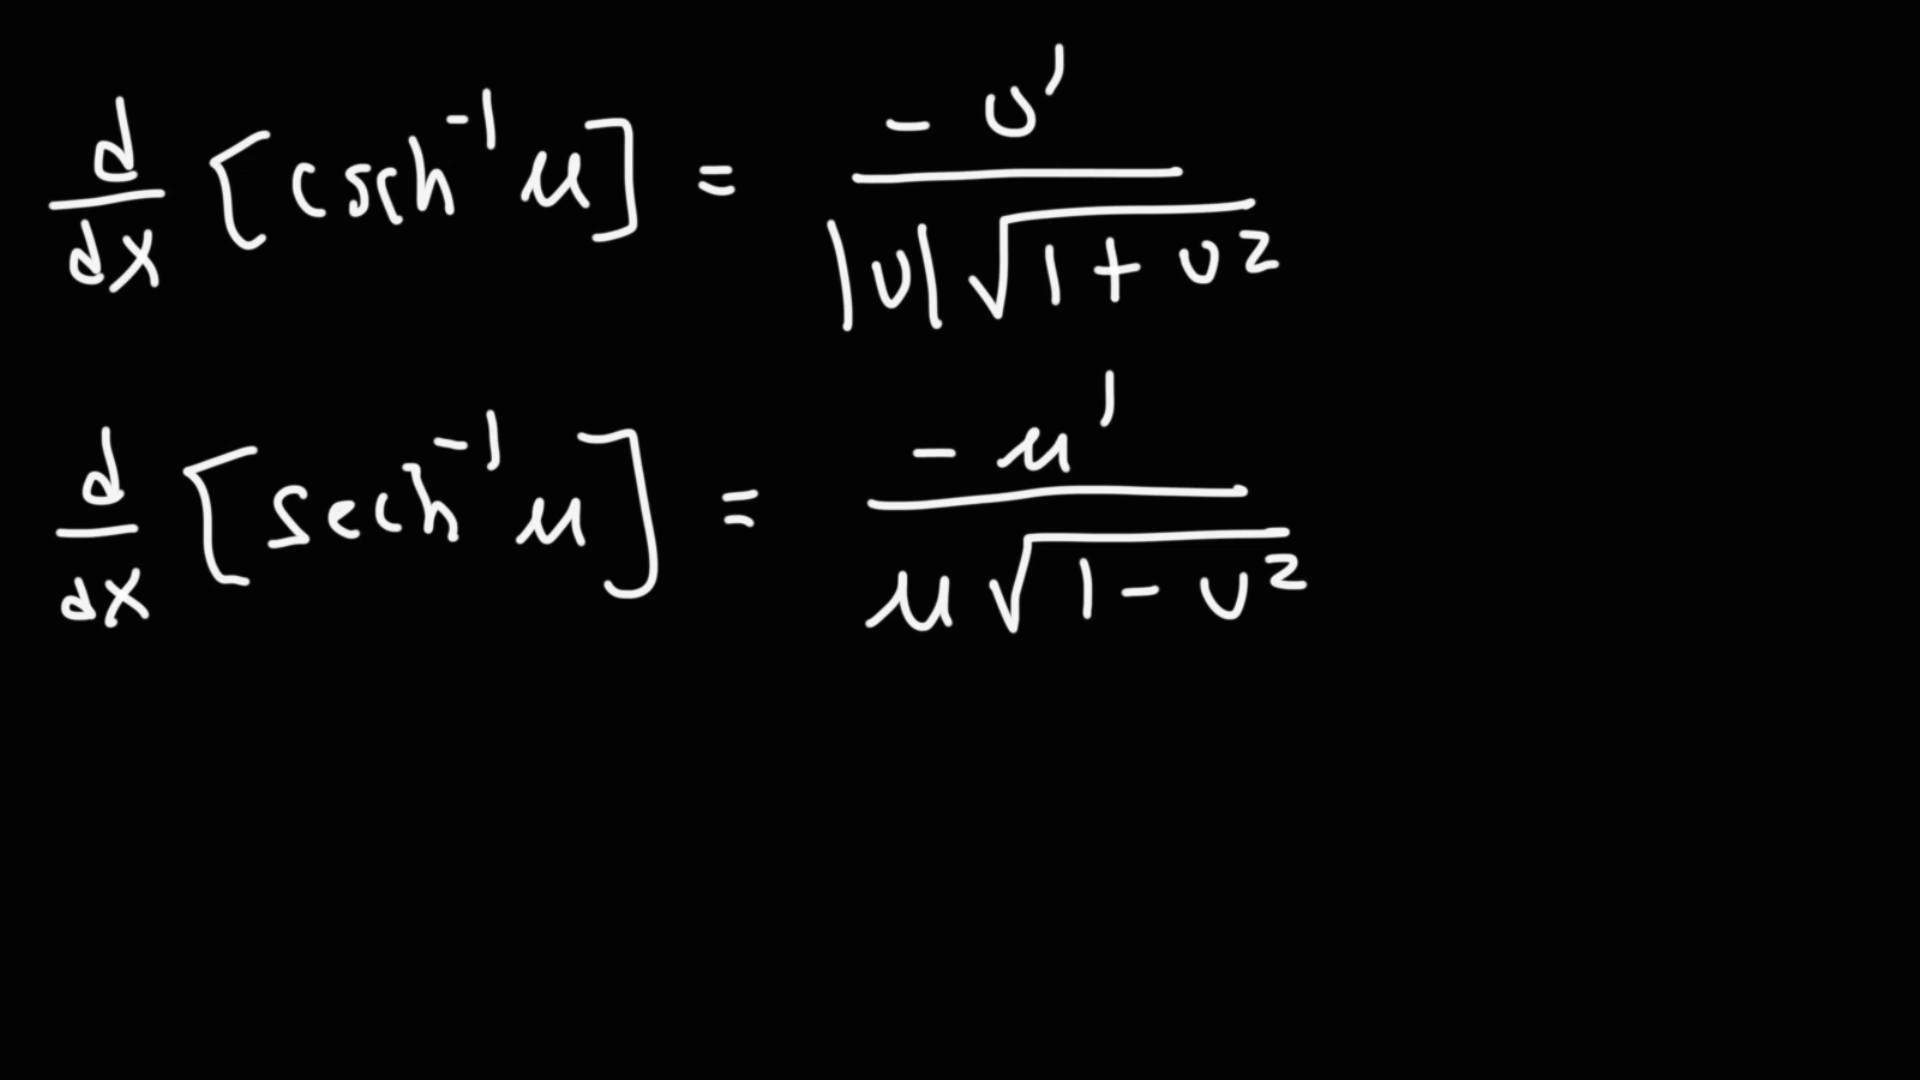 d/dx [csch⁻¹ u] = -u' / |u|√(1+u²)
d/dx [sech⁻¹ u] = -u' / u√(1-u²)